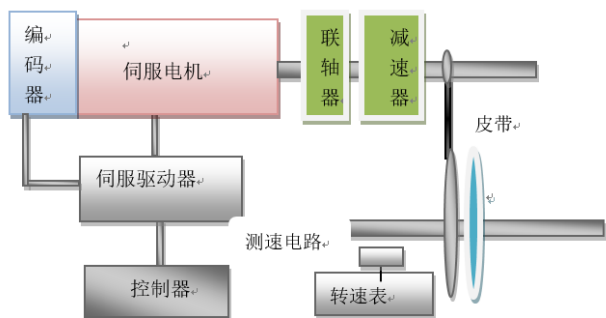 编码器
伺服电机
联轴器
减速器
皮带
伺服驱动器
测速电路
控制器
转速表